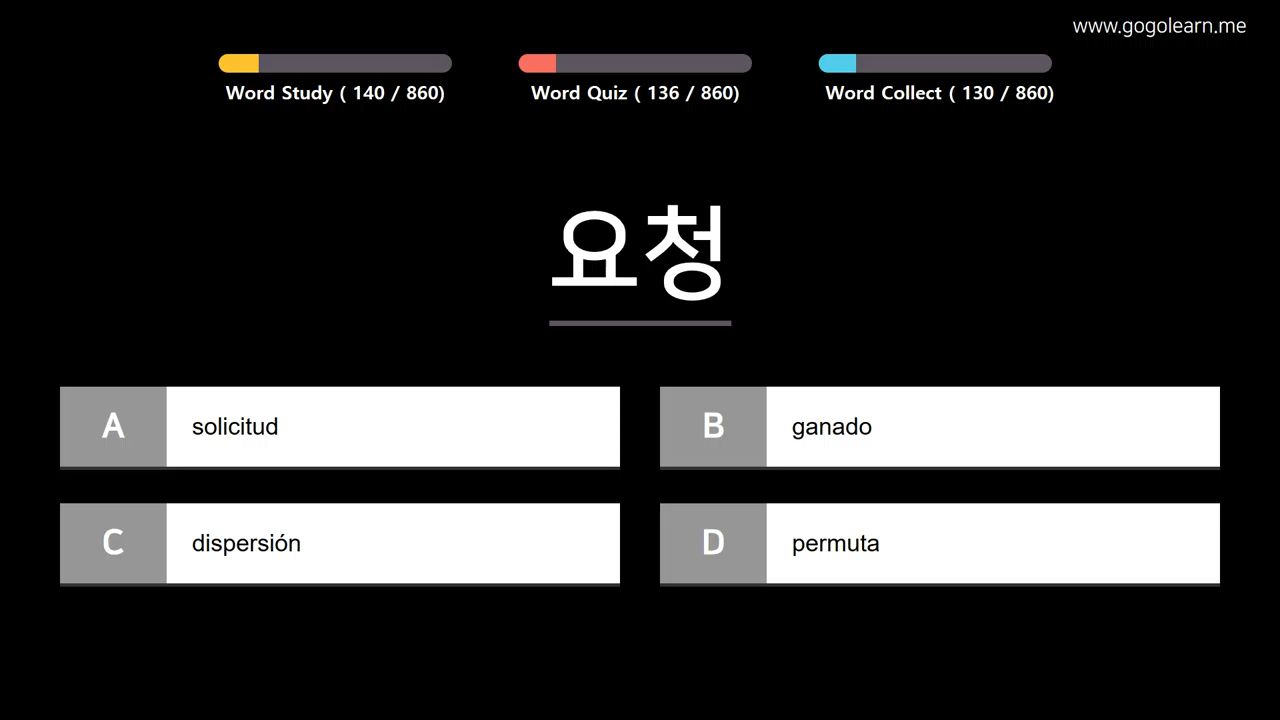 www.gogolearn.me
Word Study ( 140 / 860)
Word Quiz ( 136 / 860)
Word Collect ( 130 / 860)
요청
A solicitud
B ganado
C dispersión
D permuta